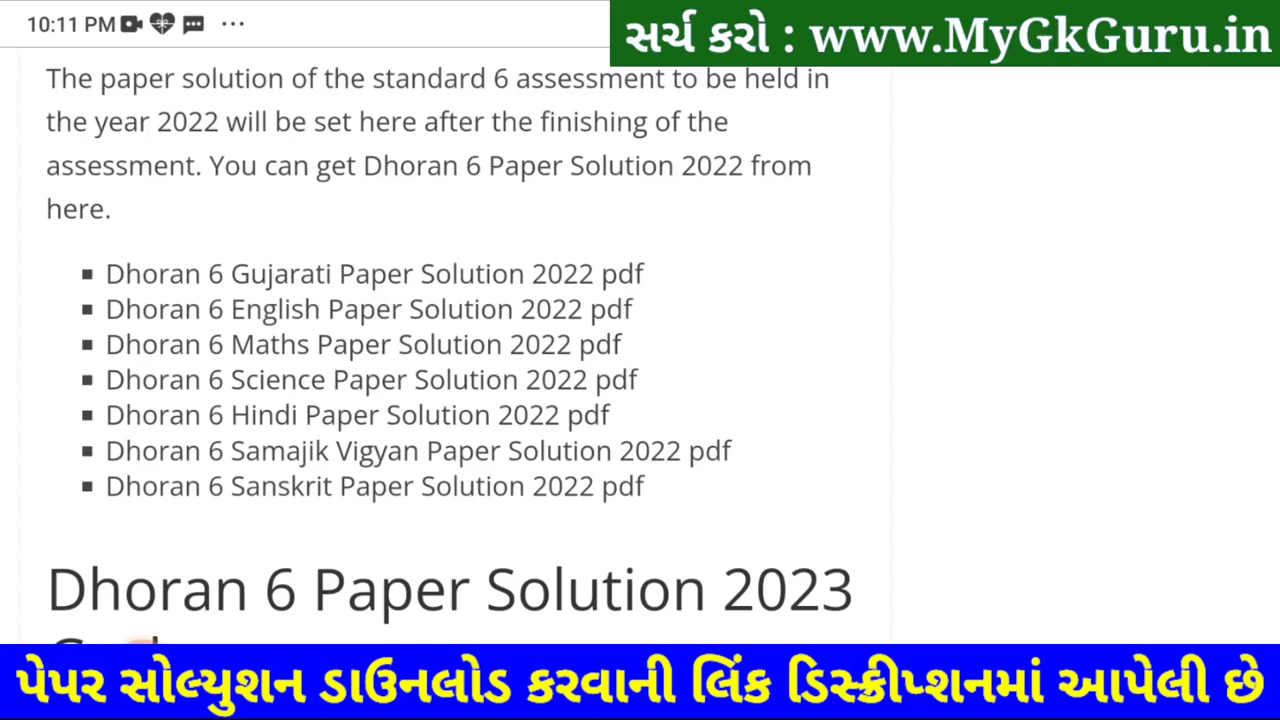 10:11 PM
સર્ચ કરો : www.MyGkGuru.in
The paper solution of the standard 6 assessment to be held in
the year 2022 will be set here after the finishing of the
assessment. You can get Dhoran 6 Paper Solution 2022 from
here.
Dhoran 6 Gujarati Paper Solution 2022 pdf
Dhoran 6 English Paper Solution 2022 pdf
Dhoran 6 Maths Paper Solution 2022 pdf
Dhoran 6 Science Paper Solution 2022 pdf
Dhoran 6 Hindi Paper Solution 2022 pdf
Dhoran 6 Samajik Vigyan Paper Solution 2022 pdf
Dhoran 6 Sanskrit Paper Solution 2022 pdf
Dhoran 6 Paper Solution 2023
પેપર સોલ્યુશન ડાઉનલોડ કરવાની લિંક ડિસ્ક્રીપ્શનમાં આપેલી છે